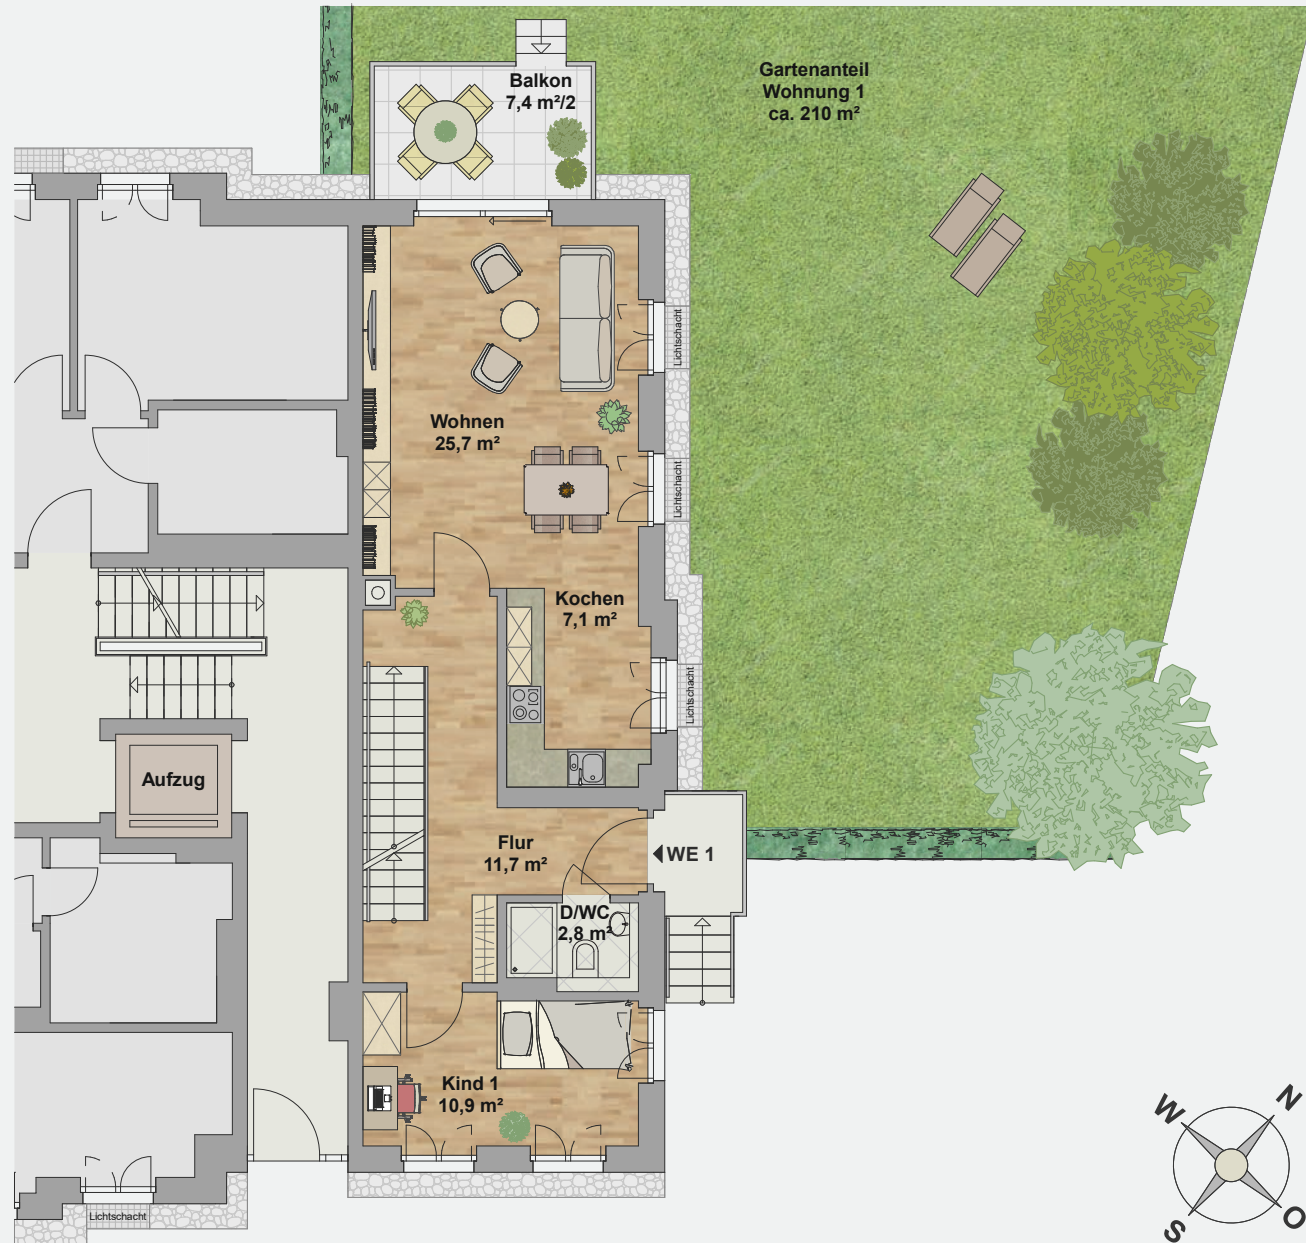 Balkon
7,4 m²/2
Gartenanteil
Wohnung 1
ca. 210 m²
Lichtschacht
Wohnen
25,7 m²
Lichtschacht
Kochen
7,1 m²
Lichtschacht
Aufzug
Flur
11,7 m²
WE 1
D/WC
2,8 m²
Kind 1
10,9 m²
Lichtschacht
W
N
S
O